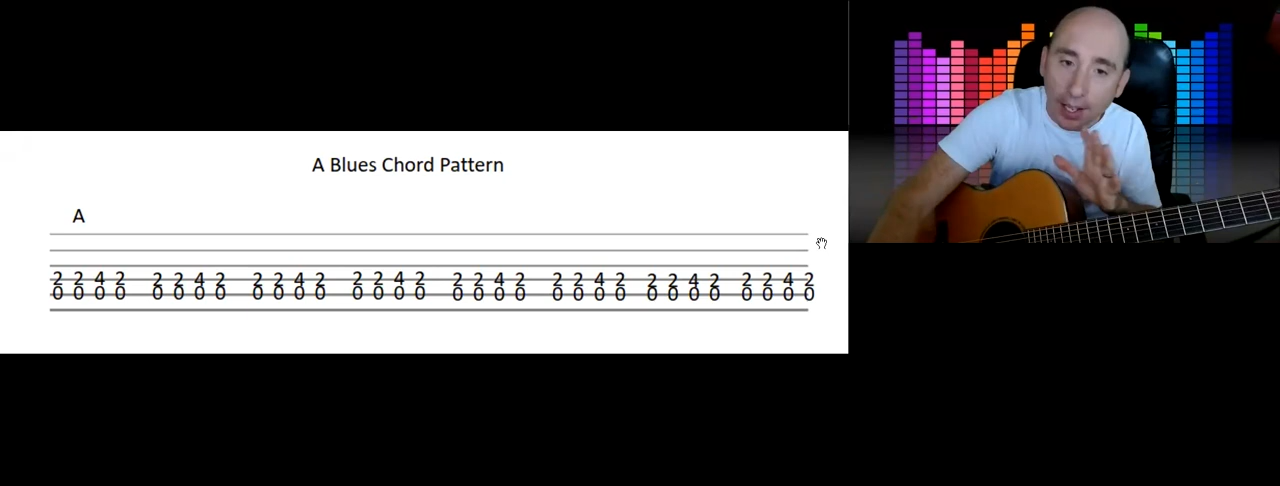 A Blues Chord Pattern
A
2 2 4 2 2 2 4 2 2 2 4 2 2 2 4 2 2 2 4 2 2 2 4 2 2 2 4 2 2 2 4 2
0 0 0 0 0 0 0 0 0 0 0 0 0 0 0 0 0 0 0 0 0 0 0 0 0 0 0 0 0 0 0 0